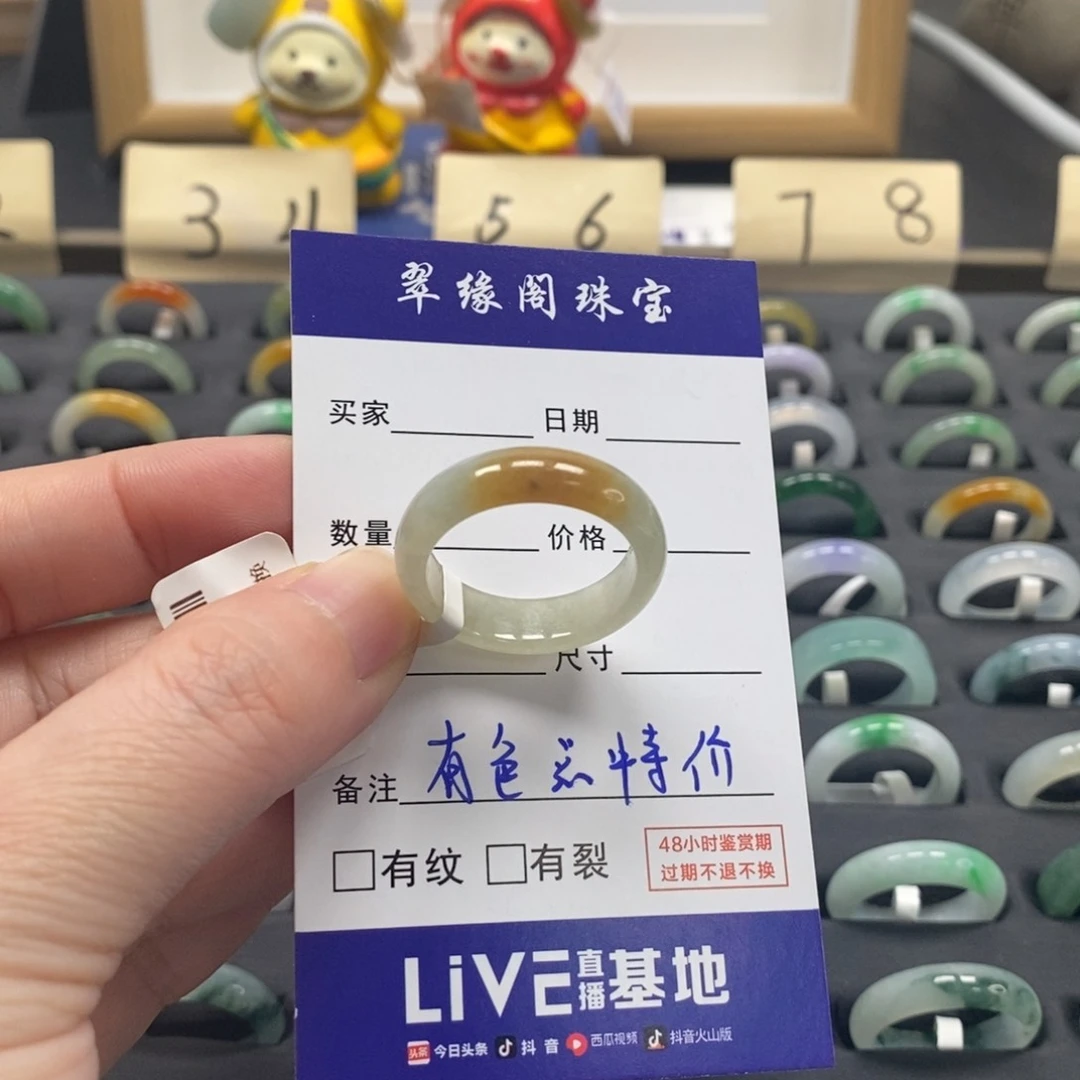 3 4
5 6
7 8
翠缘阁珠宝
买家 日期
数量 价格
尺寸
备注 有色忌特价
有纹 有裂
48小时鉴赏期
过期不退不换
LiVE直播基地
头条 今日头条 抖音 西瓜视频 抖音火山版